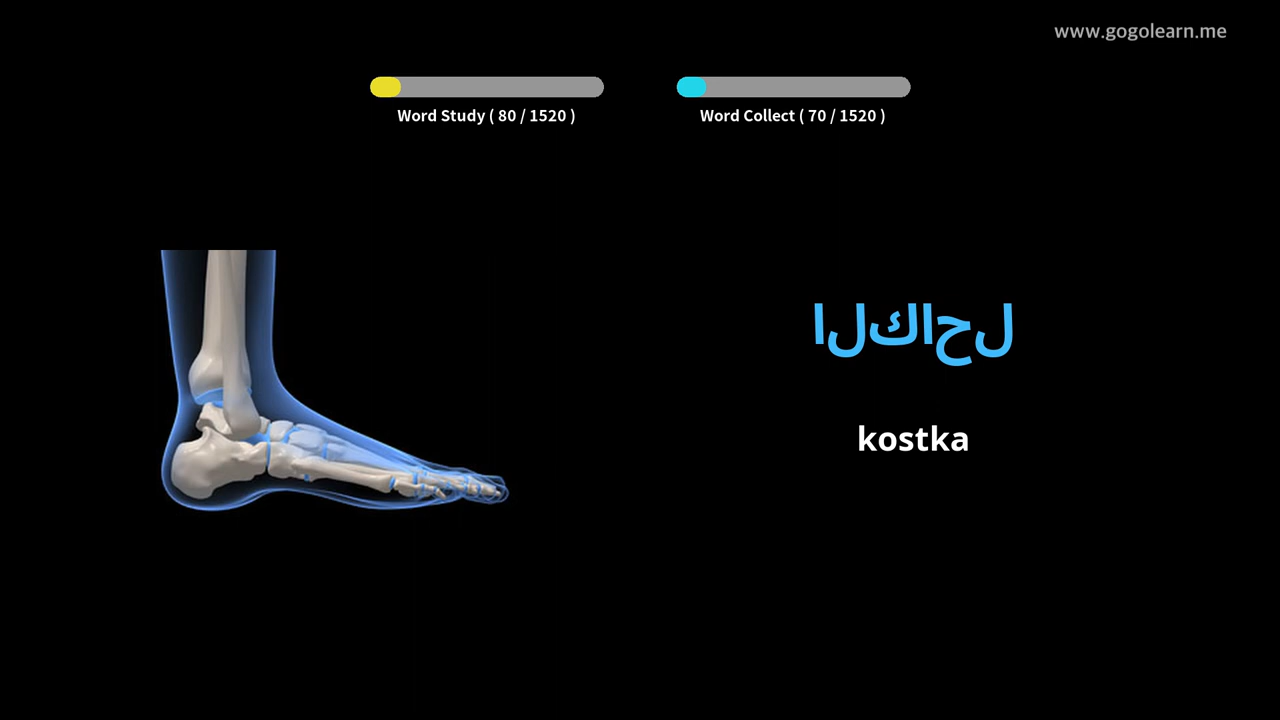 www.gogolearn.me
Word Study ( 80 / 1520 )
Word Collect ( 70 / 1520 )
الكاحل
kostka